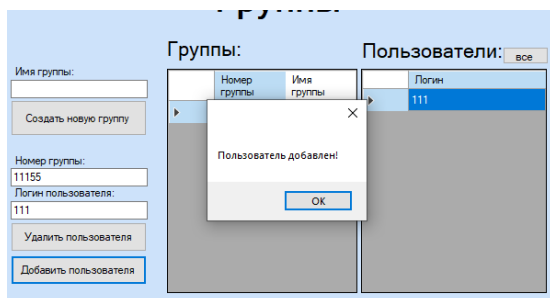 Группы:
Пользователи:
все
Имя группы:
Создать новую группу
Номер группы:
11155
Логин пользователя:
111
Удалить пользователя
Добавить пользователя
Номер группы
Имя группы
Логин
111
Пользователь добавлен!
OK